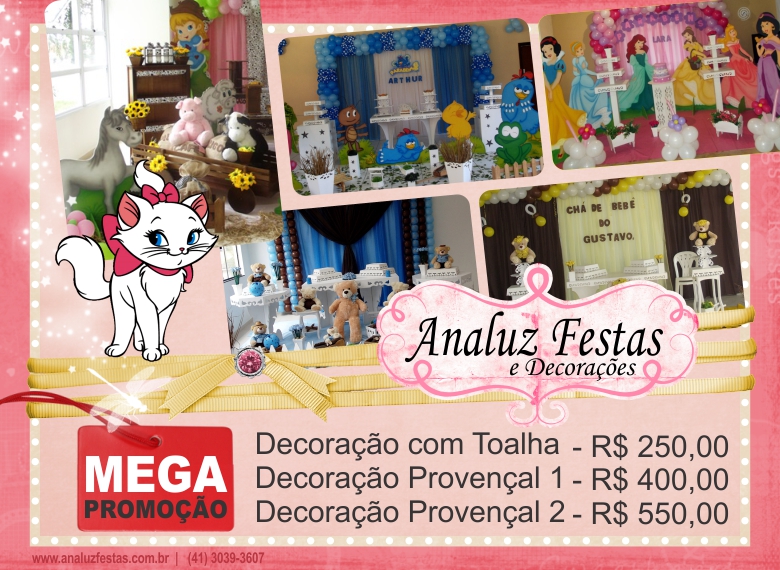 ARTHUR
LARA
CHÁ DE BEBÊ
DO
GUSTAVO.
Analuz Festas
e Decorações
MEGA
PROMOÇÃO
Decoração com Toalha - R$ 250,00
Decoração Provençal 1 - R$ 400,00
Decoração Provençal 2 - R$ 550,00
www.analuzfestas.com.br | (41) 3039-3607